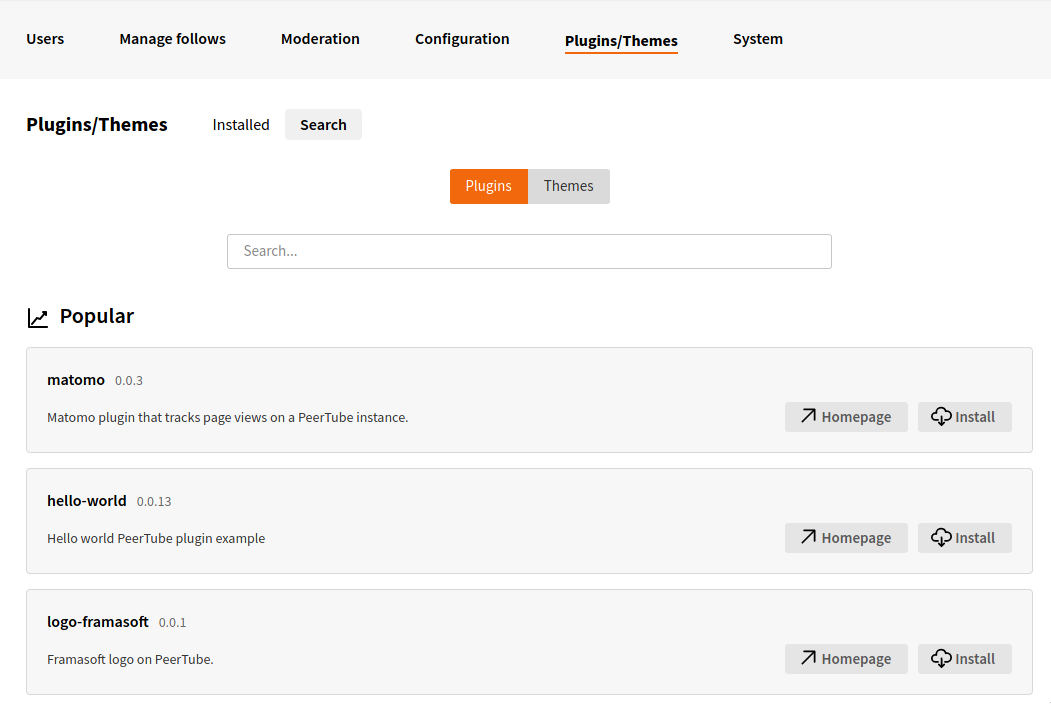 Users Manage follows Moderation Configuration Plugins/Themes System
Plugins/Themes Installed Search
Plugins Themes
Search...
Popular
matomo 0.0.3
Matomo plugin that tracks page views on a PeerTube instance. Homepage Install
hello-world 0.0.13
Hello world PeerTube plugin example Homepage Install
logo-framasoft 0.0.1
Framasoft logo on PeerTube. Homepage Install